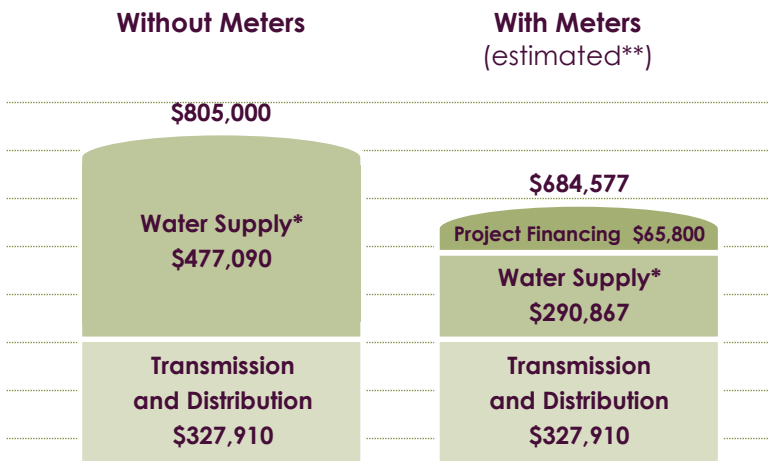 Without Meters
$805,000
Water Supply*
$477,090
Transmission
and Distribution
$327,910
With Meters
(estimated**)
$684,577
Project Financing $65,800
Water Supply*
$290,867
Transmission
and Distribution
$327,910